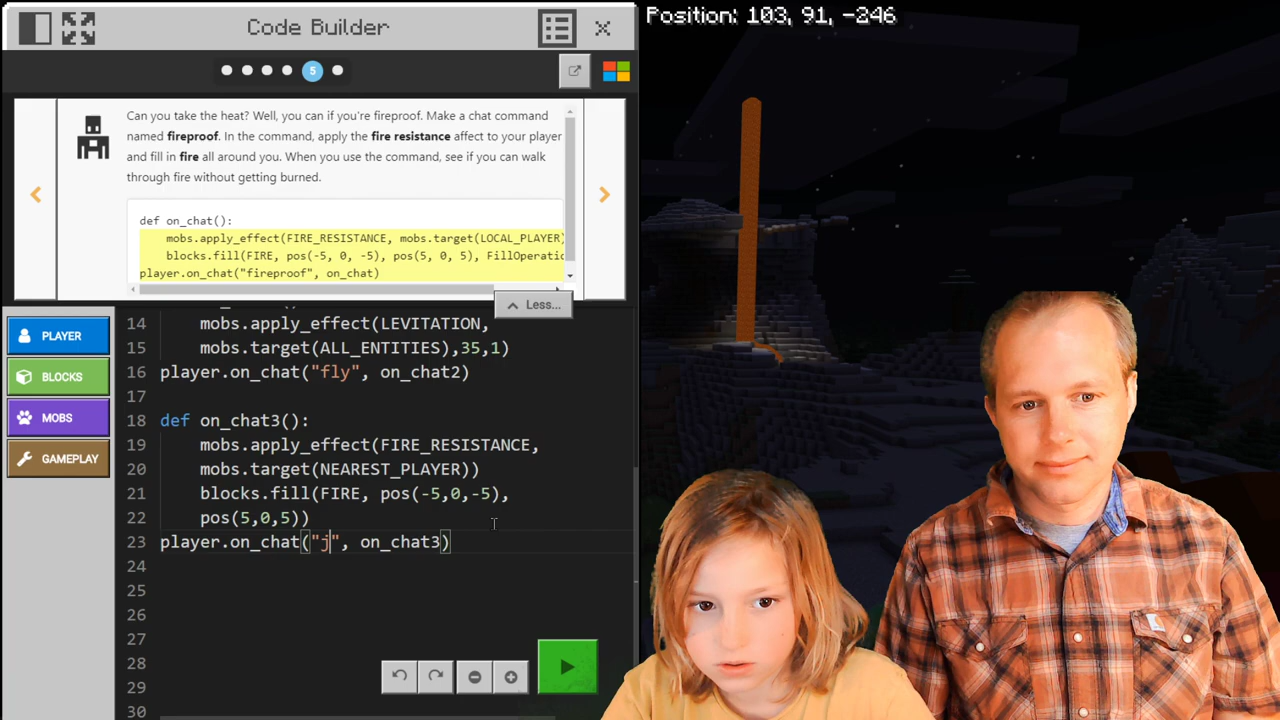 Code Builder
Position: 103, 91, -246
5
Can you take the heat? Well, you can if you're fireproof. Make a chat command
named fireproof. In the command, apply the fire resistance affect to your player
and fill in fire all around you. When you use the command, see if you can walk
through fire without getting burned.
def on_chat():
mobs.apply_effect(FIRE_RESISTANCE, mobs.target(LOCAL_PLAYER)
blocks.fill(FIRE, pos(-5, 0, -5), pos(5, 0, 5), FillOperatio
player.on_chat("fireproof", on_chat)
Less...
PLAYER
BLOCKS
MOBS
GAMEPLAY
14 mobs.apply_effect(LEVITATION,
15 mobs.target(ALL_ENTITIES),35,1)
16 player.on_chat("fly", on_chat2)
17
18 def on_chat3():
19 mobs.apply_effect(FIRE_RESISTANCE,
20 mobs.target(NEAREST_PLAYER))
21 blocks.fill(FIRE, pos(-5,0,-5),
22 pos(5,0,5))
23 player.on_chat("j", on_chat3)
24
25
26
27
28
29
30